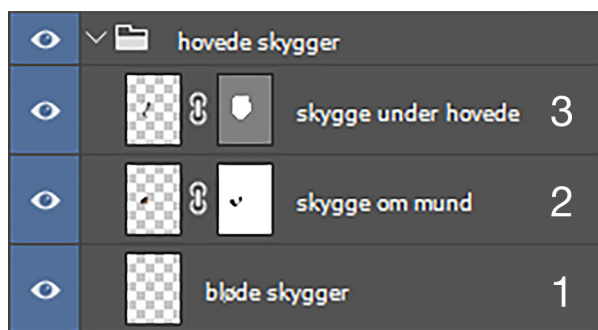 hovede skygger
skygge under hovede 3
skygge om mund 2
bløde skygger 1